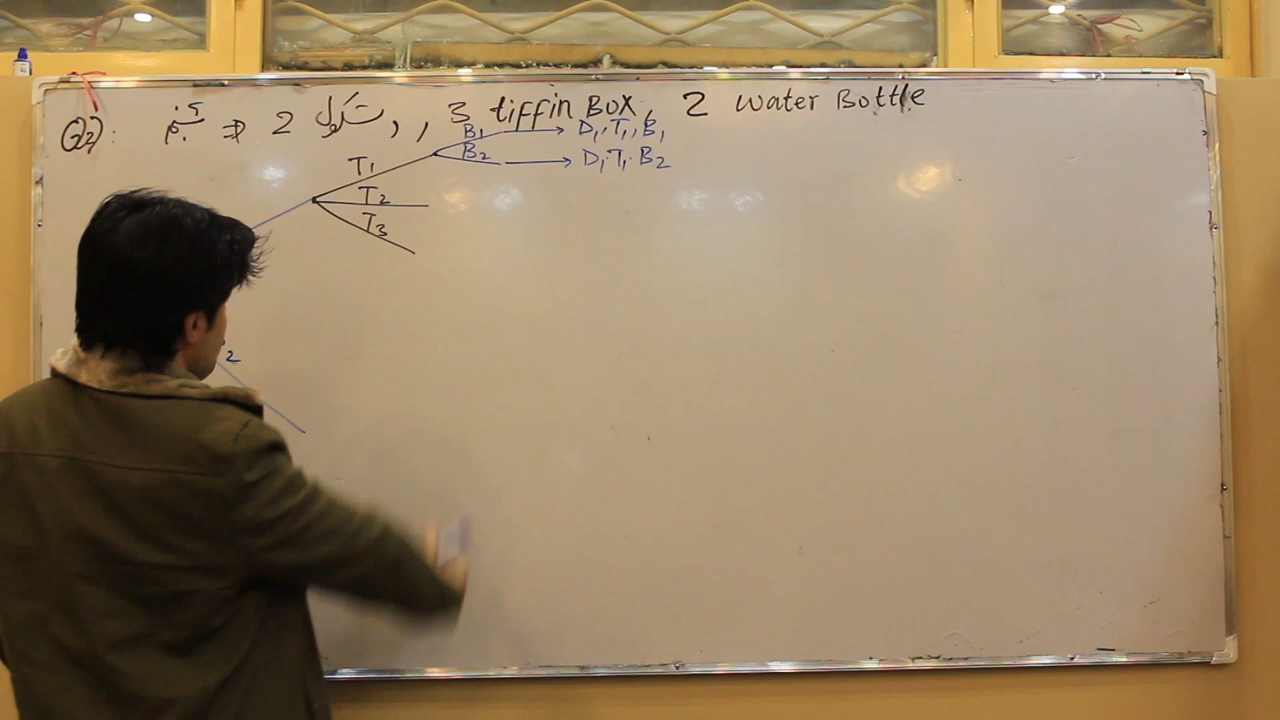 Q2): ⇒ 2 , , 3 tiffin Box, 2 water Bottle
B1 → D1, T1, B1
T1 B2 → D1, T1, B2
T2
T3
2